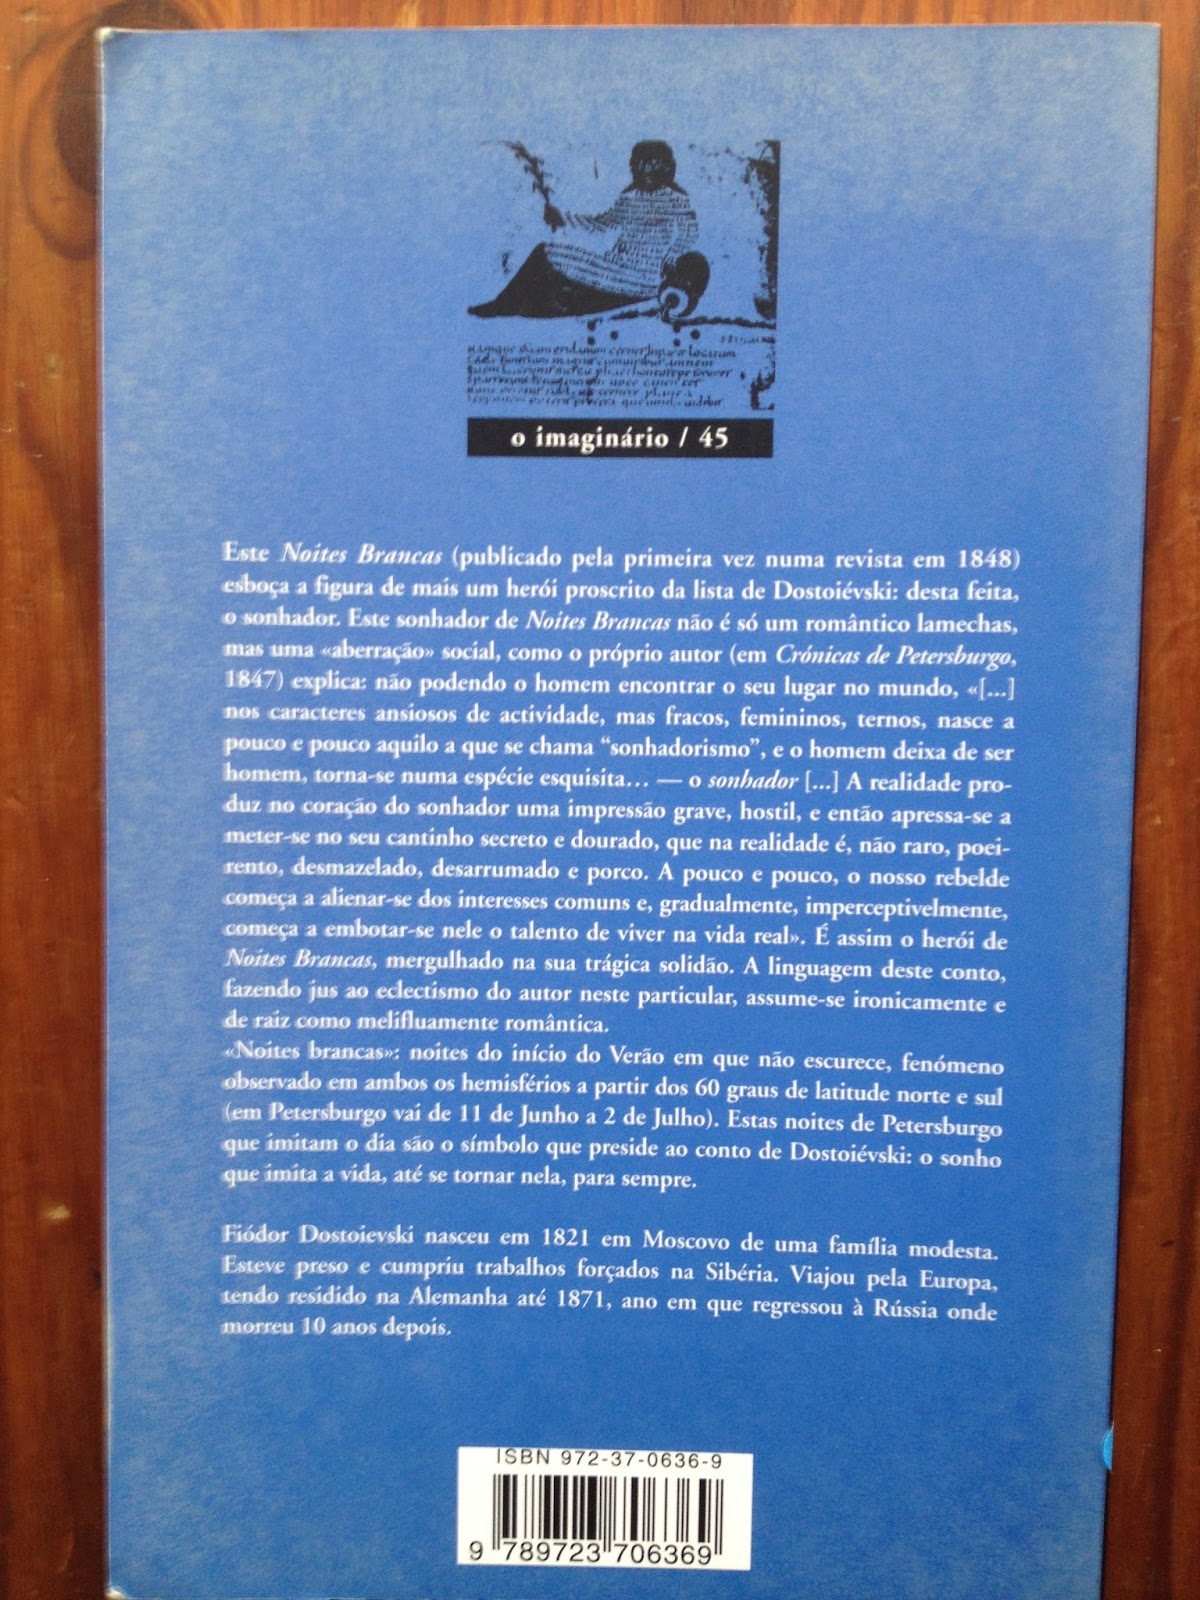 o imaginário / 45
Este Noites Brancas (publicado pela primeira vez numa revista em 1848)
esboça a figura de mais um herói proscrito da lista de Dostoiévski: desta feita,
o sonhador. Este sonhador de Noites Brancas não é só um romântico lamechas,
mas uma «aberração» social, como o próprio autor (em Crónicas de Petersburgo,
1847) explica: não podendo o homem encontrar o seu lugar no mundo, «[...]
nos caracteres ansiosos de actividade, mas fracos, femininos, ternos, nasce a
pouco e pouco aquilo a que se chama “sonhadorismo”, e o homem deixa de ser
homem, torna-se numa espécie esquisita... — o sonhador [...] A realidade pro-
duz no coração do sonhador uma impressão grave, hostil, e então apressa-se a
meter-se no seu cantinho secreto e dourado, que na realidade é, não raro, poei-
rento, desmazelado, desarrumado e porco. A pouco e pouco, o nosso rebelde
começa a alienar-se dos interesses comuns e, gradualmente, imperceptivelmente,
começa a embotar-se nele o talento de viver na vida real». É assim o herói de
Noites Brancas, mergulhado na sua trágica solidão. A linguagem deste conto,
fazendo jus ao eclectismo do autor neste particular, assume-se ironicamente e
de raiz como melifluamente romântica.
«Noites brancas»: noites do início do Verão em que não escurece, fenómeno
observado em ambos os hemisférios a partir dos 60 graus de latitude norte e sul
(em Petersburgo vai de 11 de Junho a 2 de Julho). Estas noites de Petersburgo
que imitam o dia são o símbolo que preside ao conto de Dostoiévski: o sonho
que imita a vida, até se tornar nela, para sempre.
Fiódor Dostoievski nasceu em 1821 em Moscovo de uma família modesta.
Esteve preso e cumpriu trabalhos forçados na Sibéria. Viajou pela Europa,
tendo residido na Alemanha até 1871, ano em que regressou à Rússia onde
morreu 10 anos depois.
ISBN 972-37-0636-9
9 789723 706369